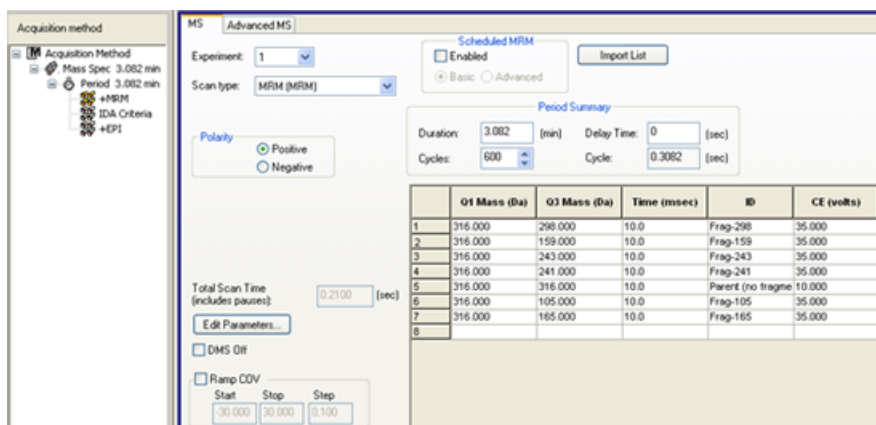 Acquisition method
Acquisition Method
Mass Spec 3.082 min
Period 3.082 min
+MRM
IDA Criteria
+EPI
MS Advanced MS
Experiment: 1
Scan type: MRM (MRM)
Scheduled MRM
Enabled
Basic Advanced
Import List
Polarity
Positive
Negative
Period Summary
Duration: 3.082 (min) Delay Time: 0 (sec)
Cycles: 600 Cycle: 0.3082 (sec)
Total Scan Time
(includes pauses): 0.2100 (sec)
Edit Parameters...
DMS Off
Ramp COV
Start Stop Step
-30.000 30.000 0.100
Q1 Mass (Da) Q3 Mass (Da) Time (msec) ID CE (volts)
1 316.000 298.000 10.0 Frag-298 35.000
2 316.000 159.000 10.0 Frag-159 35.000
3 316.000 243.000 10.0 Frag-243 35.000
4 316.000 241.000 10.0 Frag-241 35.000
5 316.000 316.000 10.0 Parent (no fragme 10.000
6 316.000 105.000 10.0 Frag-105 35.000
7 316.000 165.000 10.0 Frag-165 35.000
8